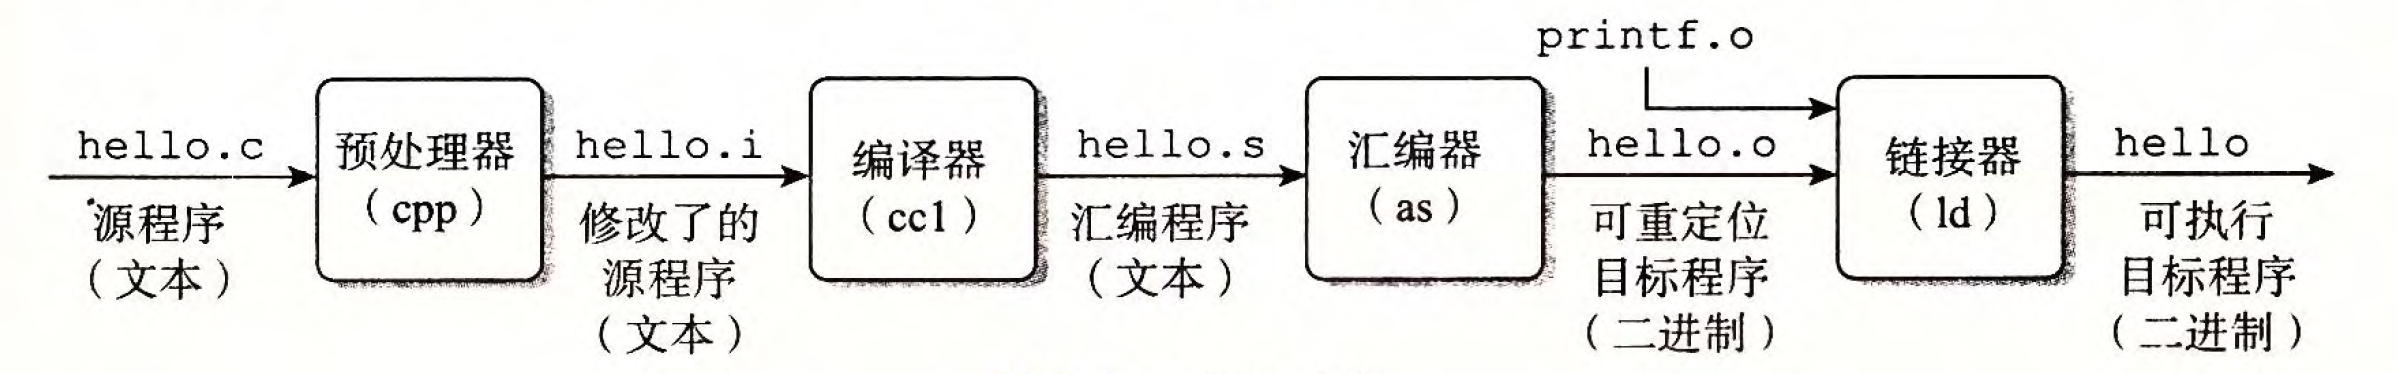 printf.o
hello.c
源程序
（文本）
预处理器
（cpp）
hello.i
修改了的
源程序
（文本）
编译器
（cc1）
hello.s
汇编程序
（文本）
汇编器
（as）
hello.o
可重定位
目标程序
（二进制）
链接器
（ld）
hello
可执行
目标程序
（二进制）